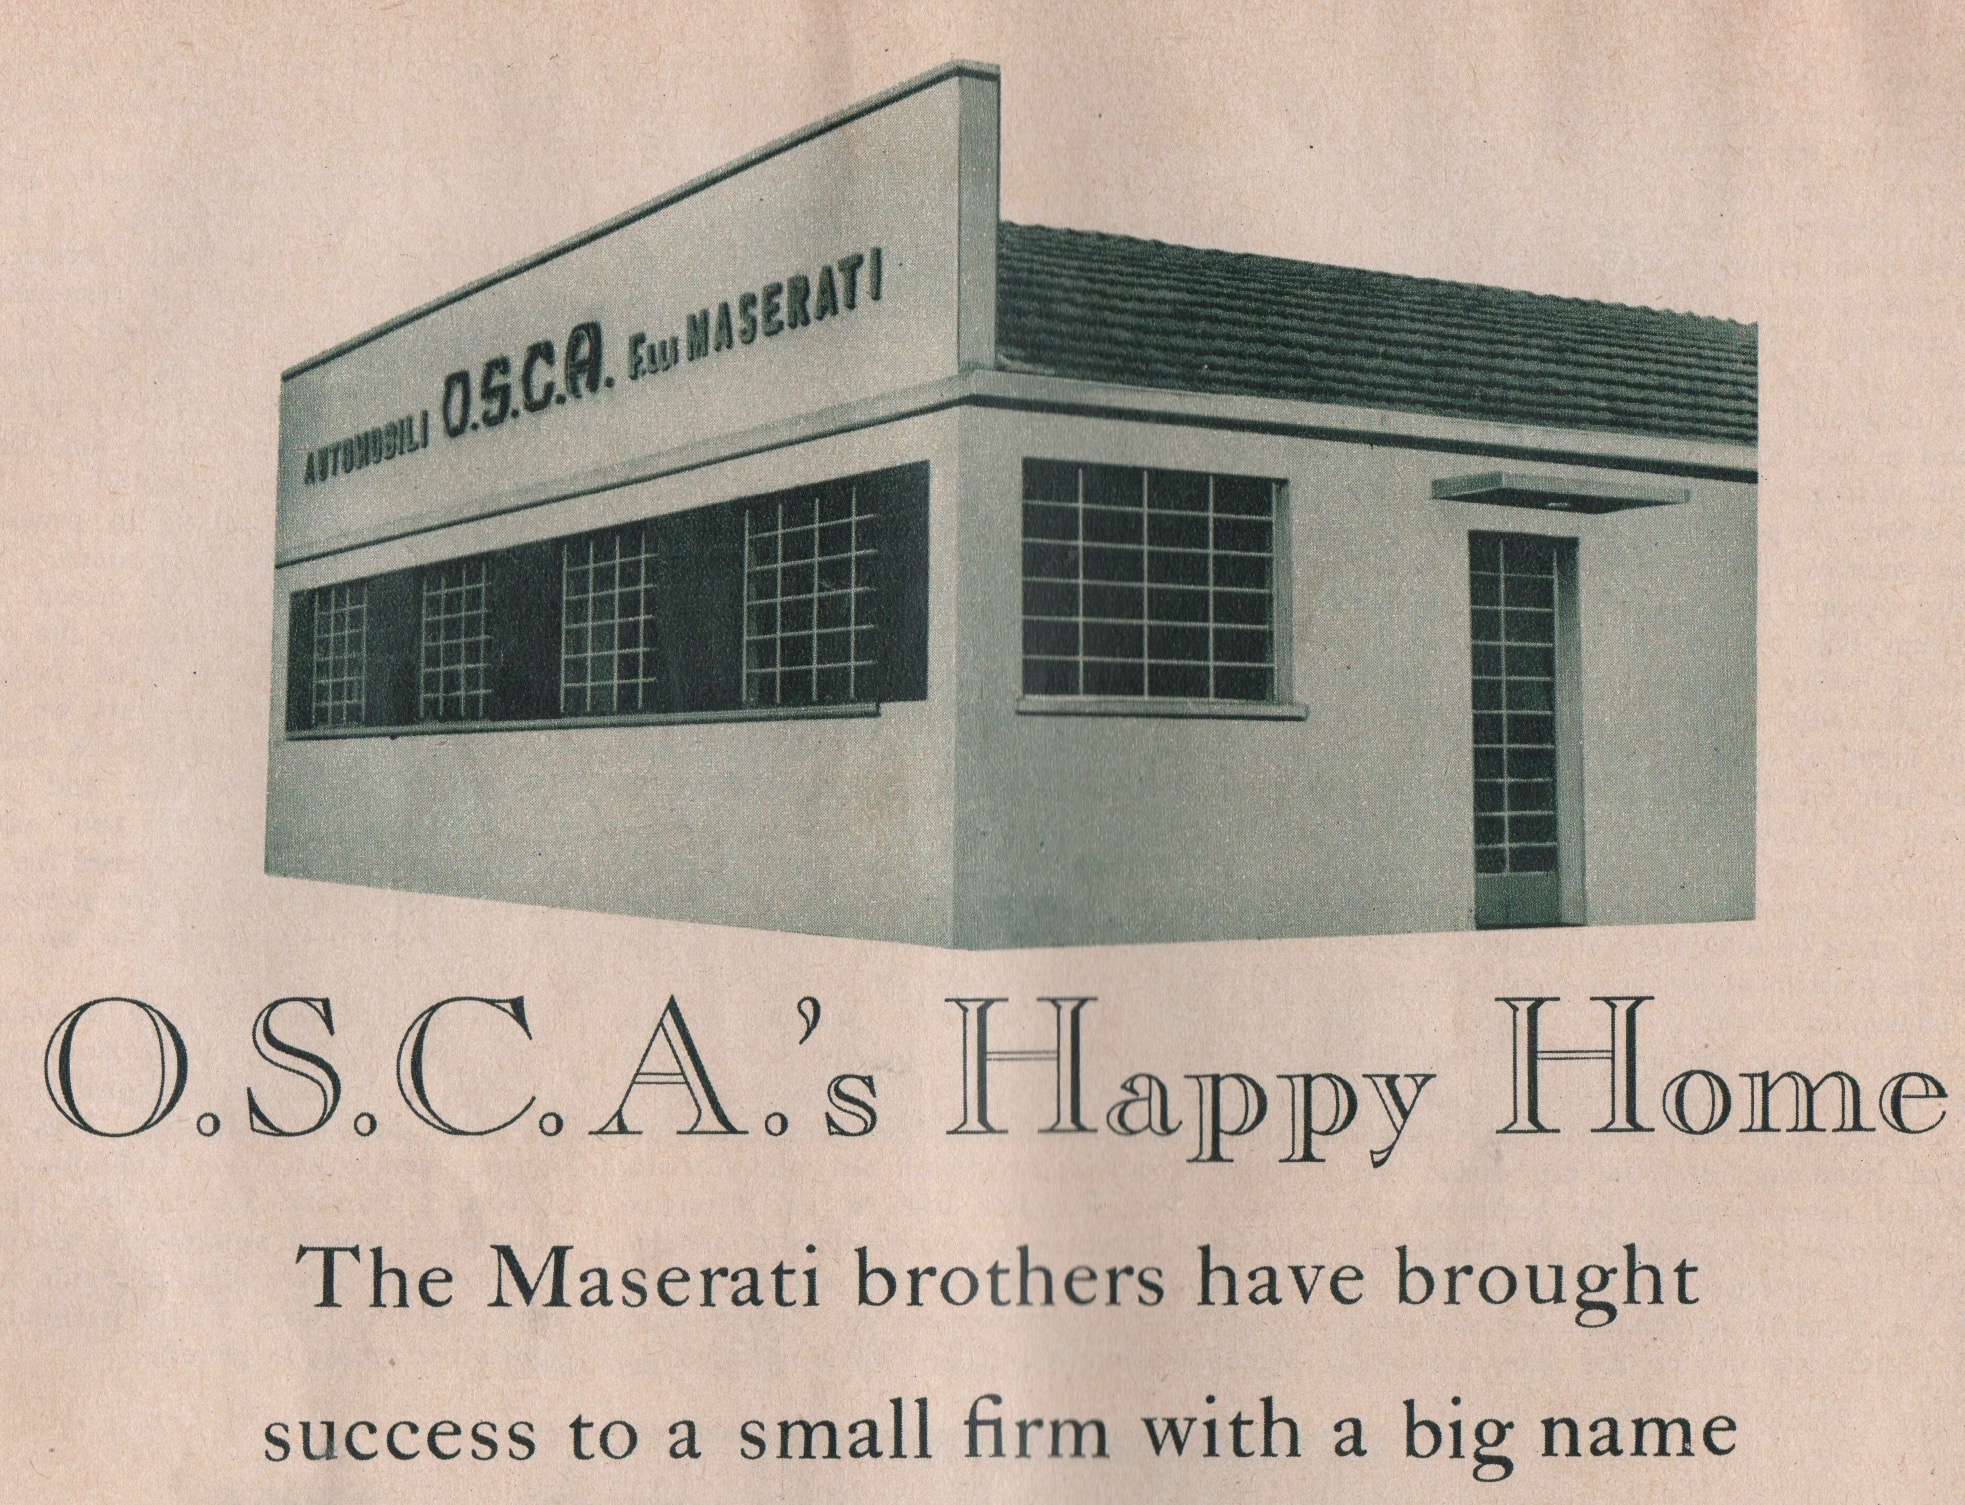 AUTOMOBILI O.S.C.A. F.LLI MASERATI
O.S.C.A.'s Happy Home
The Maserati brothers have brought
success to a small firm with a big name